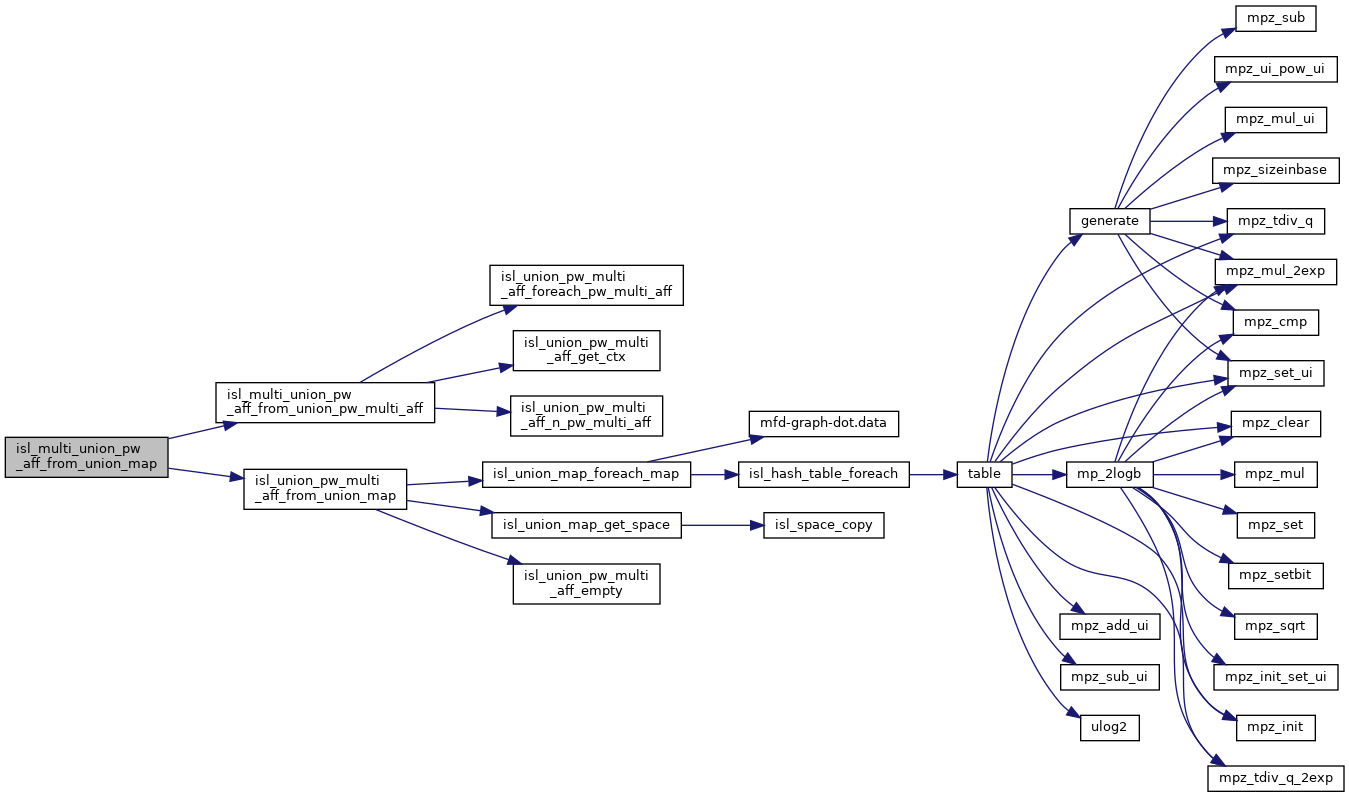 isl_multi_union_pw
_aff_from_union_map
isl_multi_union_pw
_aff_from_union_pw_multi_aff
isl_union_pw_multi
_aff_from_union_map
isl_union_pw_multi
_aff_foreach_pw_multi_aff
isl_union_pw_multi
_aff_get_ctx
isl_union_pw_multi
_aff_n_pw_multi_aff
isl_union_map_foreach_map
isl_union_map_get_space
isl_union_pw_multi
_aff_empty
mfd-graph-dot.data
isl_hash_table_foreach
isl_space_copy
table
generate
mp_2logb
mpz_add_ui
mpz_sub_ui
ulog2
mpz_sub
mpz_ui_pow_ui
mpz_mul_ui
mpz_sizeinbase
mpz_tdiv_q
mpz_mul_2exp
mpz_cmp
mpz_set_ui
mpz_clear
mpz_mul
mpz_set
mpz_setbit
mpz_sqrt
mpz_init_set_ui
mpz_init
mpz_tdiv_q_2exp